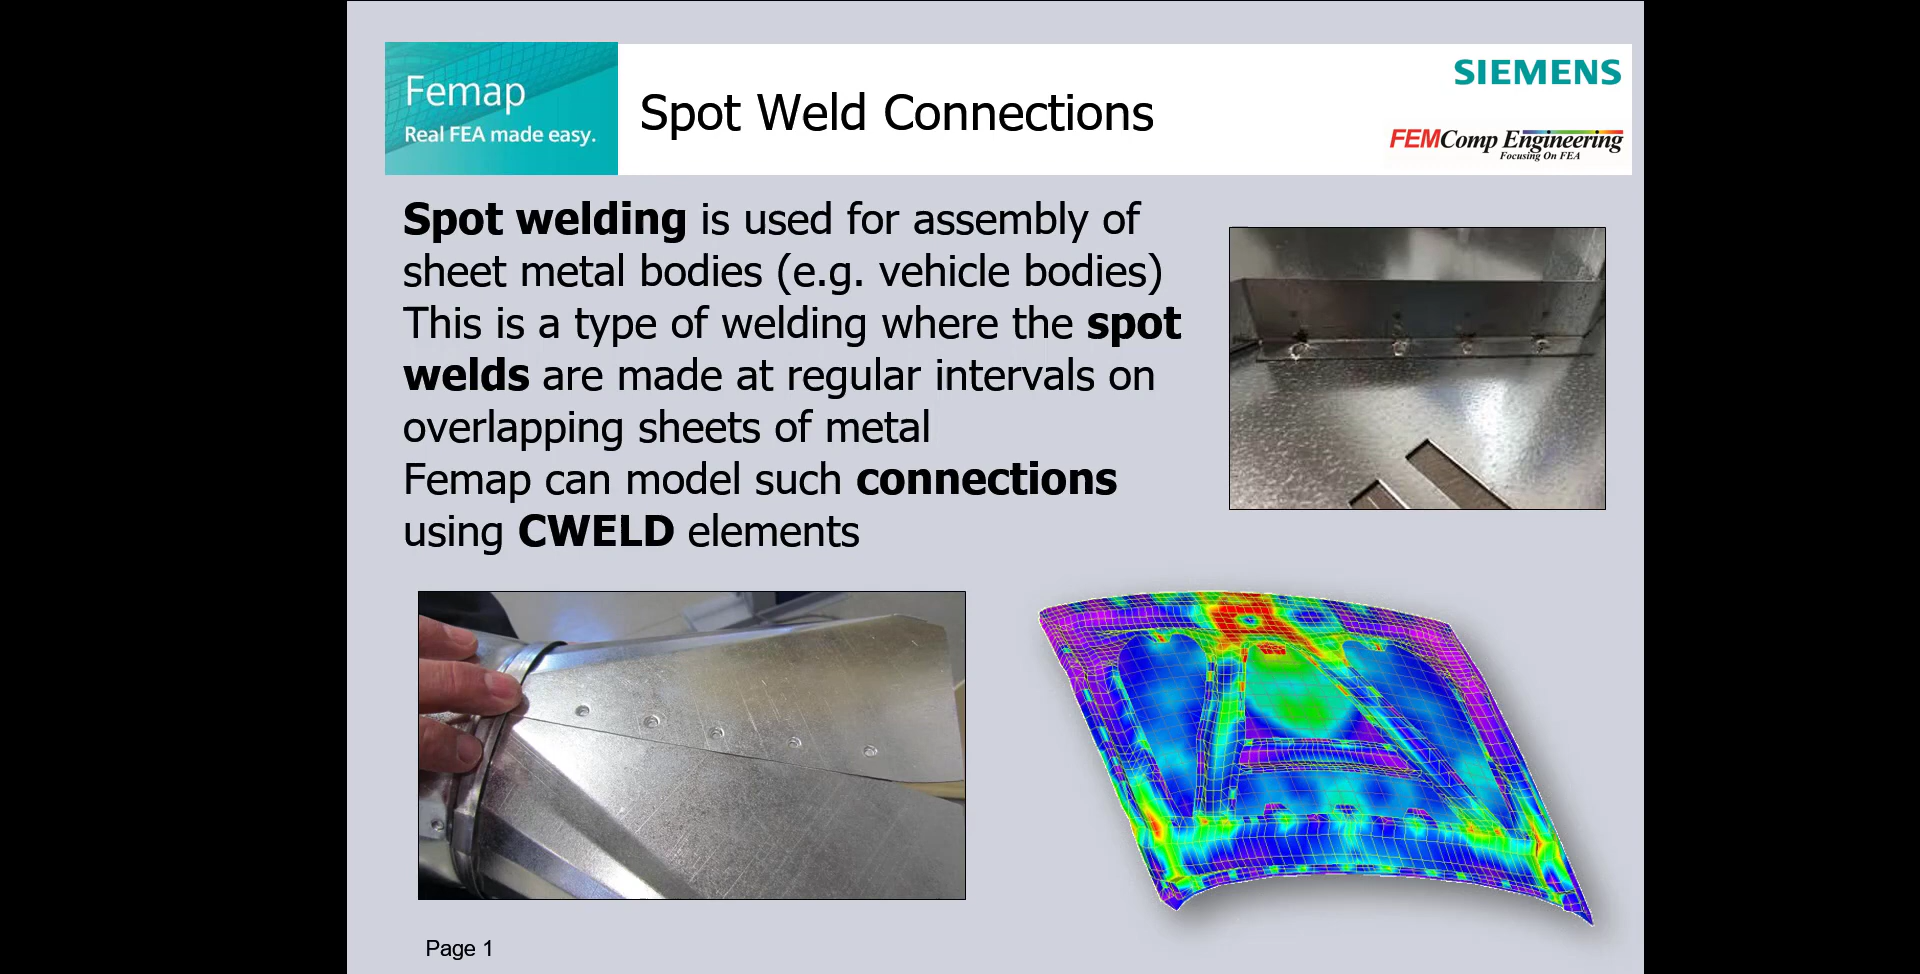 Femap
Real FEA made easy.
Spot Weld Connections
SIEMENS
FEMComp Engineering
Focusing On FEA
Spot welding is used for assembly of
sheet metal bodies (e.g. vehicle bodies)
This is a type of welding where the spot
welds are made at regular intervals on
overlapping sheets of metal
Femap can model such connections
using CWELD elements
Page 1